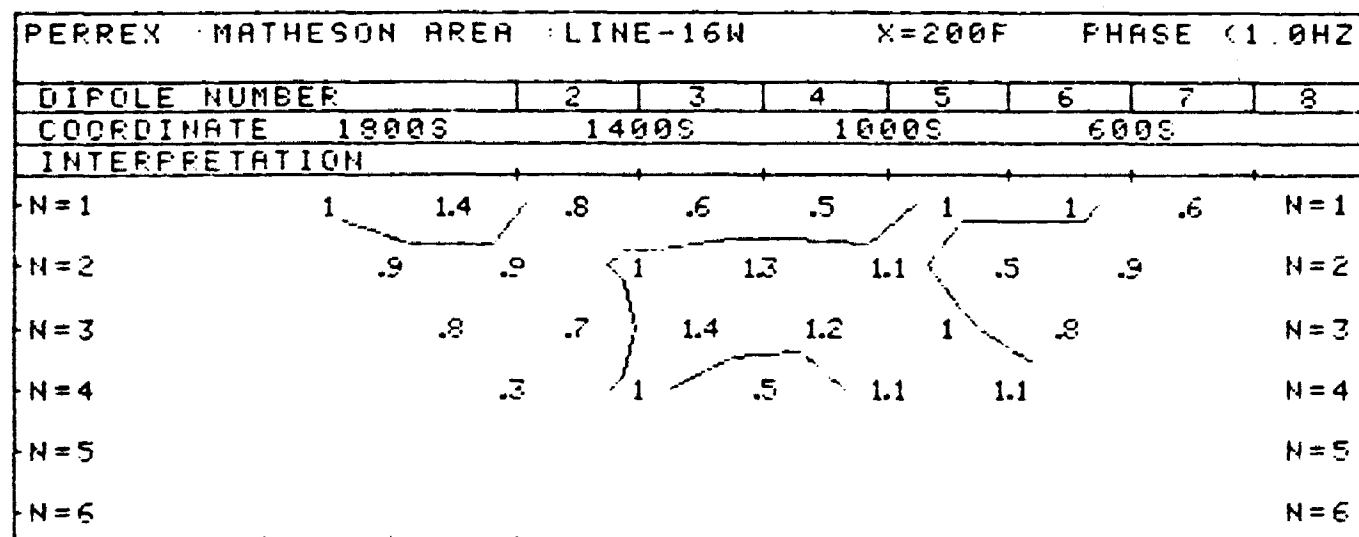 PERREX MATHESON AREA LINE-16W X=200F PHASE (1.0HZ
DIPOLE NUMBER 2 3 4 5 6 7 8
COORDINATE 1800S 1400S 1000S 600S
INTERPRETATION
N=1 1 1.4 .8 .6 .5 1 1 .6 N=1
N=2 .9 .9 1 1.3 1.1 .5 .9 N=2
N=3 .8 .7 1.4 1.2 1 .8 N=3
N=4 .3 1 .5 1.1 1.1 N=4
N=5 N=5
N=6 N=6